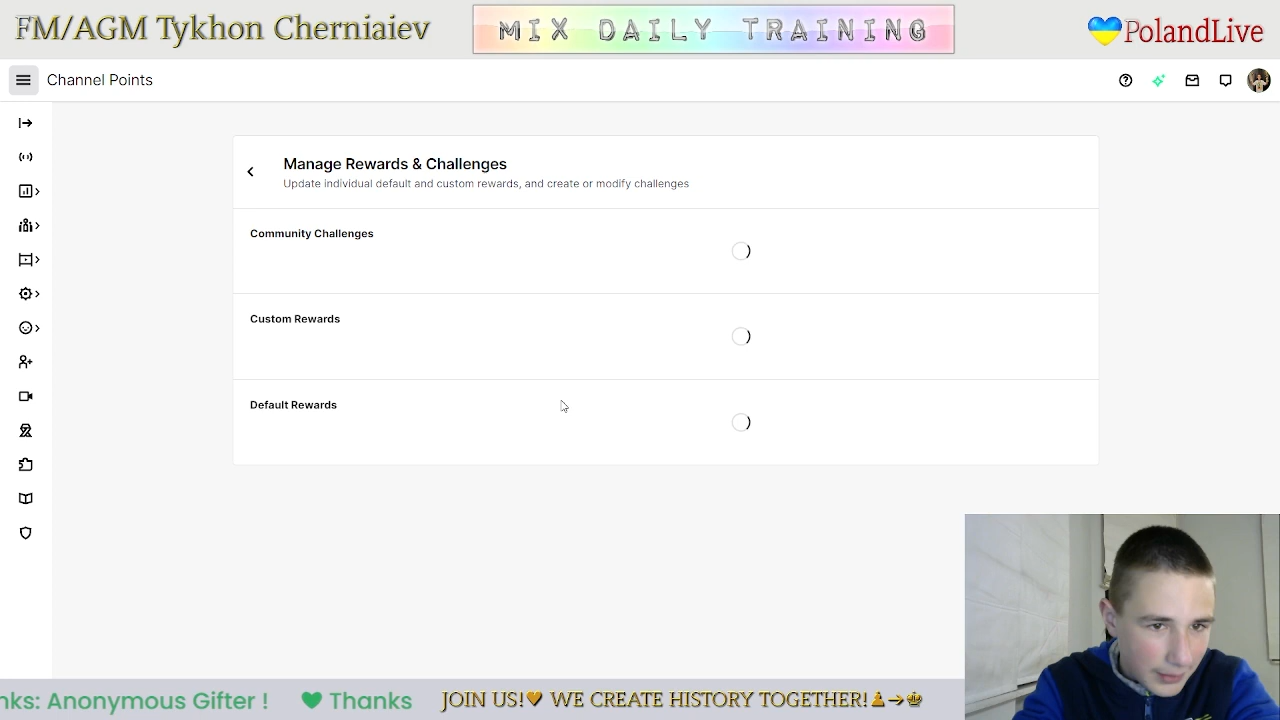 FM/AGM Tykhon Cherniaiev
MIX DAILY TRAINING
PolandLive
Channel Points
Manage Rewards & Challenges
Update individual default and custom rewards, and create or modify challenges
Community Challenges
Custom Rewards
Default Rewards
nks: Anonymous Gifter ! 💚 Thanks
JOIN US!🧡 WE CREATE HISTORY TOGETHER!♟➔♚